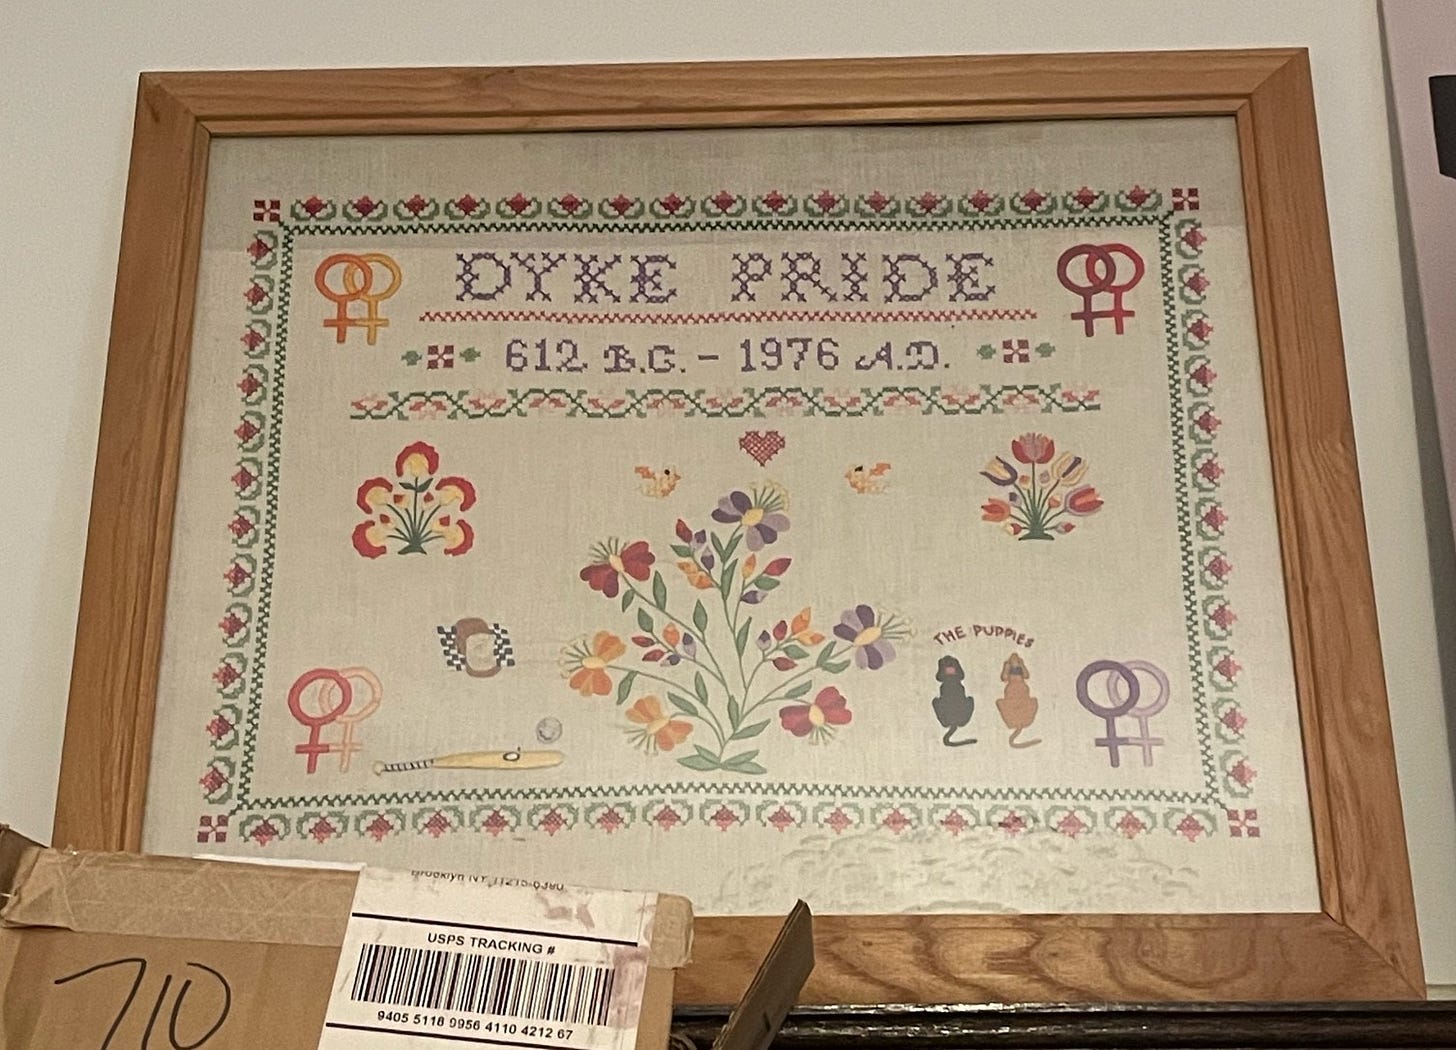 DYKE PRIDE
612 B.C. - 1976 A.D.
THE PUPPIES
Brooklyn NY
USPS TRACKING #
9405 5118 9956 4110 4212 67
710